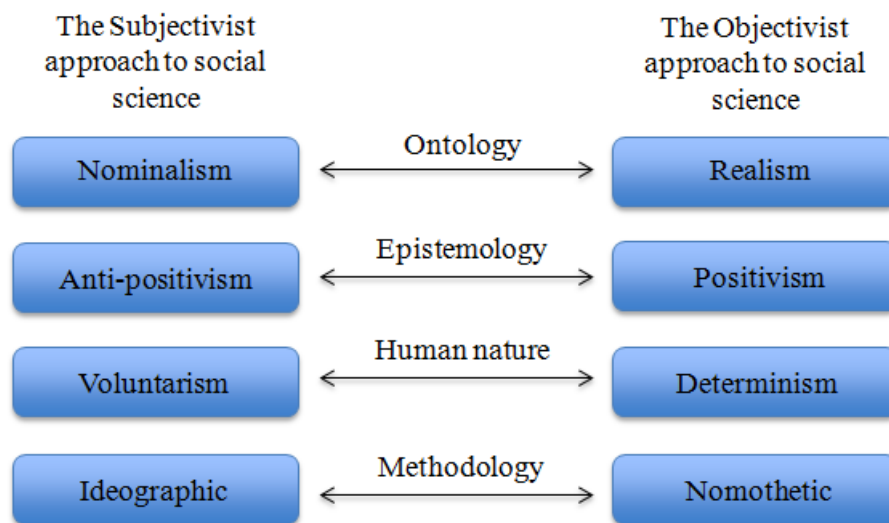 The Subjectivist
approach to social
science
The Objectivist
approach to social
science
Nominalism
Ontology
Realism
Anti-positivism
Epistemology
Positivism
Voluntarism
Human nature
Determinism
Ideographic
Methodology
Nomothetic